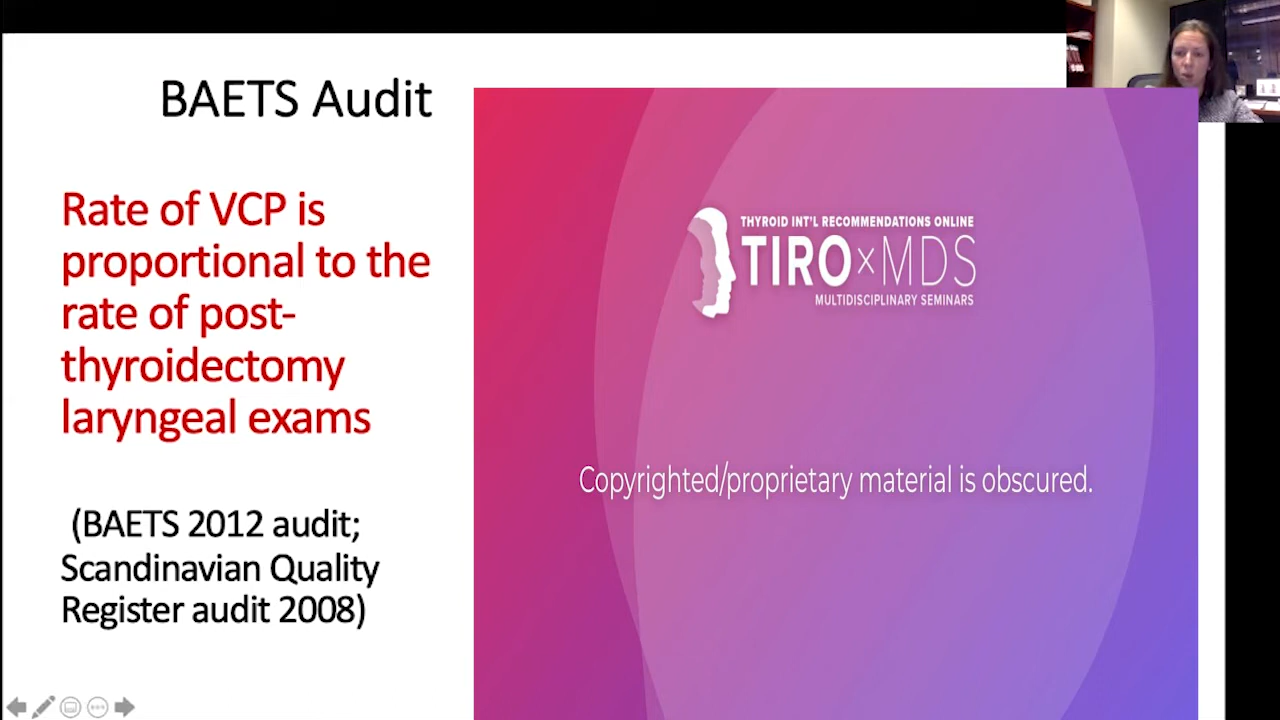 BAETS Audit
Rate of VCP is
proportional to the
rate of post-
thyroidectomy
laryngeal exams
(BAETS 2012 audit;
Scandinavian Quality
Register audit 2008)
THYROID INT'L RECOMMENDATIONS ONLINE
TIRO×MDS
MULTIDISCIPLINARY SEMINARS
Copyrighted/proprietary material is obscured.